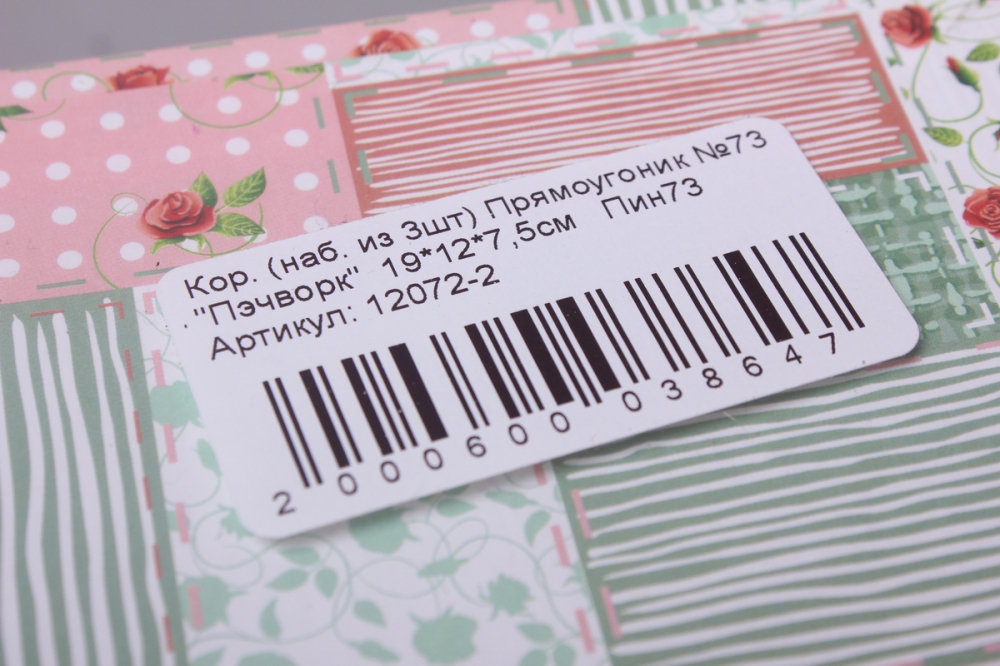 Кор. (наб. из 3шт) Прямоугоник №73
."Пэчворк" 19*12*7,5см Пин73
Артикул: 12072-2
2 000600 038647